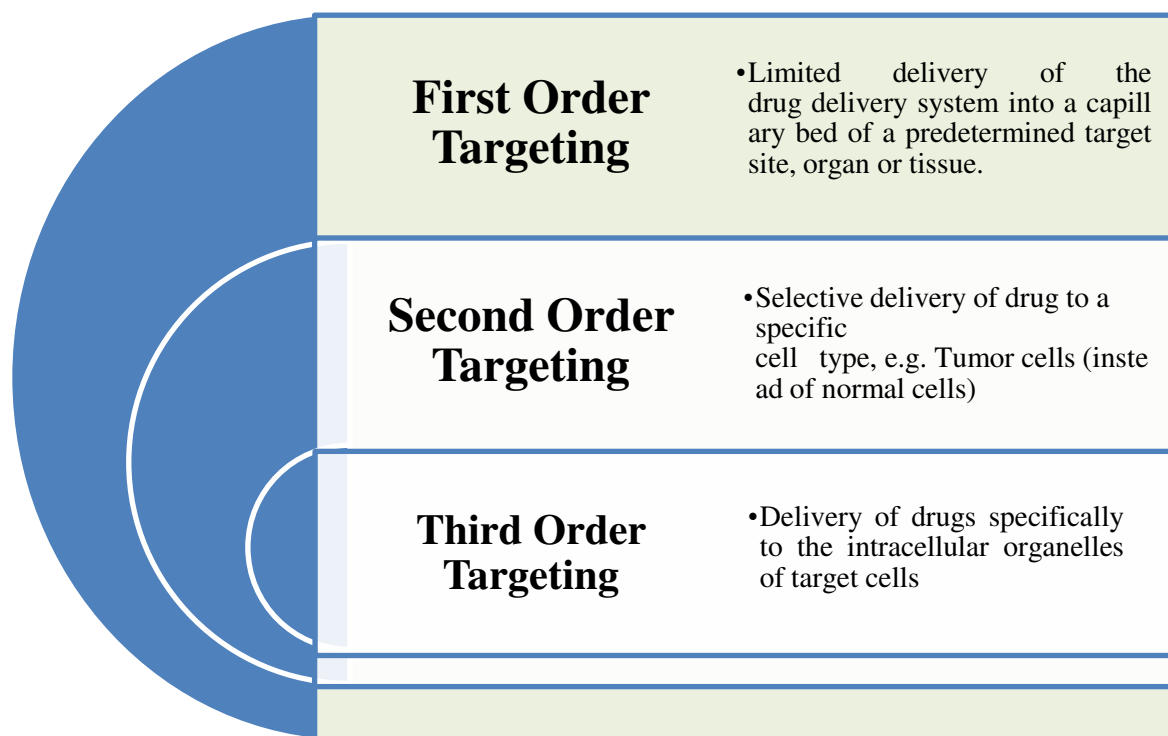 First Order
Targeting
•Limited delivery of the
drug delivery system into a capill
ary bed of a predetermined target
site, organ or tissue.
Second Order
Targeting
•Selective delivery of drug to a
specific
cell type, e.g. Tumor cells (inste
ad of normal cells)
Third Order
Targeting
•Delivery of drugs specifically
to the intracellular organelles
of target cells